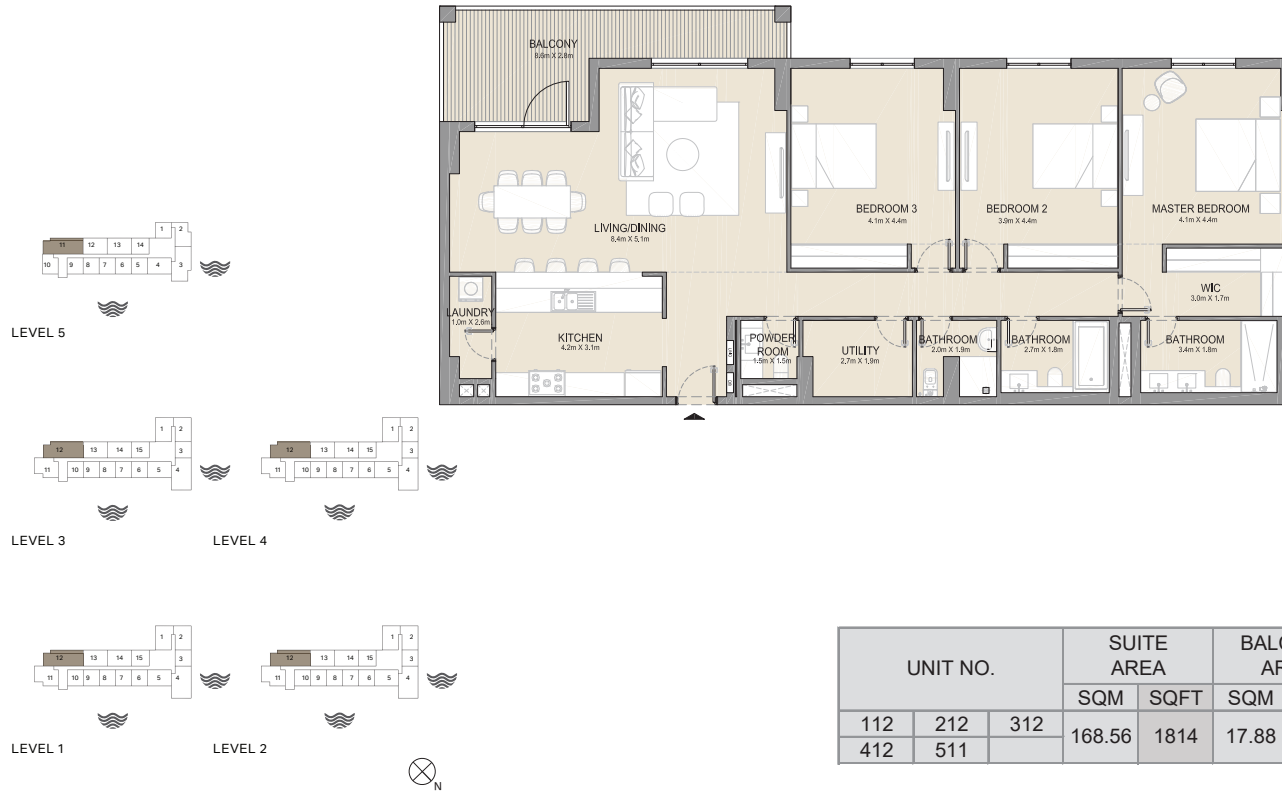 BALCONY
8.6m X 2.8m
LIVING/DINING
8.4m X 5.1m
BEDROOM 3
4.1m X 4.4m
BEDROOM 2
3.9m X 4.4m
MASTER BEDROOM
4.1m X 4.4m
WIC
3.0m X 1.7m
LAUNDRY
1.0m X 2.6m
KITCHEN
4.2m X 3.1m
POWDER
ROOM
1.5m X 1.5m
UTILITY
2.7m X 1.9m
BATHROOM
2.0m X 1.9m
BATHROOM
2.7m X 1.8m
BATHROOM
3.4m X 1.8m
1 2
11 12 13 14
10 9 8 7 6 5 4 3
LEVEL 5
1 2
12 13 14 15 3
11 10 9 8 7 6 5 4
LEVEL 3
1 2
12 13 14 15 3
11 10 9 8 7 6 5 4
LEVEL 4
1 2
12 13 14 15 3
11 10 9 8 7 6 5 4
LEVEL 1
1 2
12 13 14 15 3
11 10 9 8 7 6 5 4
LEVEL 2
N
UNIT NO.
SUITE
AREA
SQM SQFT SQM
112 212 312
412 511
168.56 1814 17.88